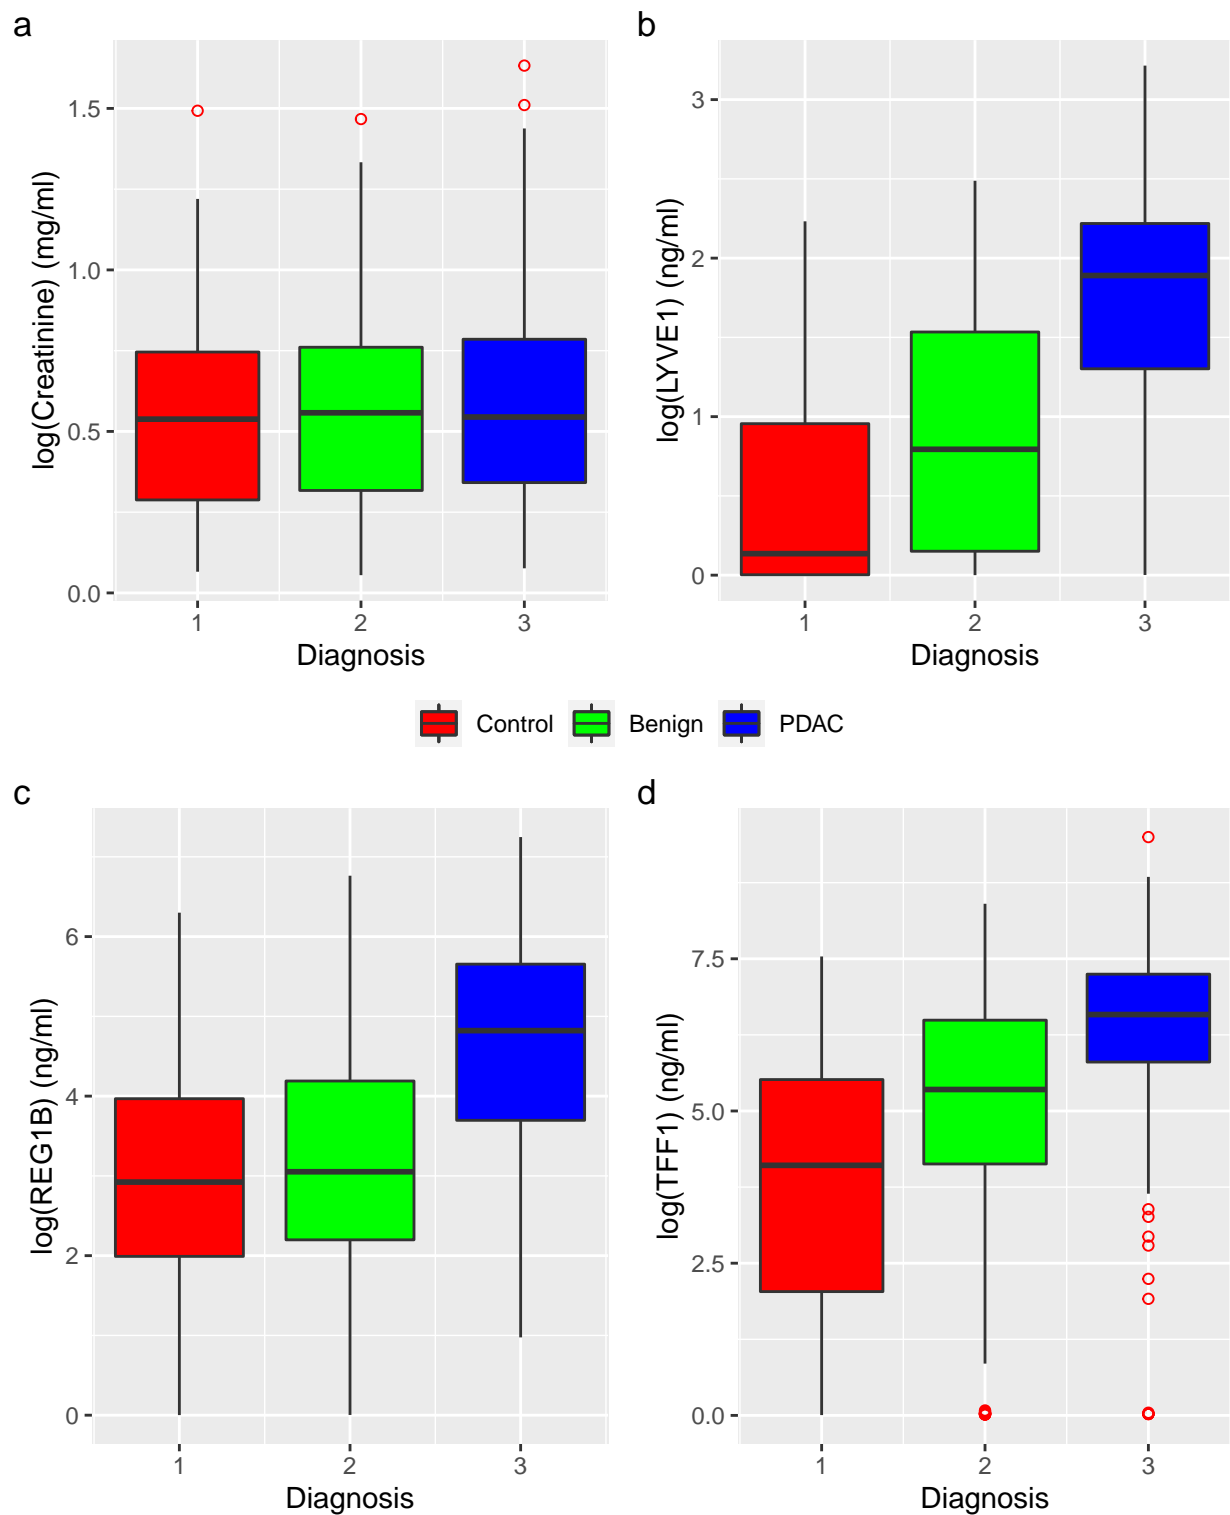 a
log(Creatinine) (mg/ml)
1.5
1.0
0.5
0.0
1 2 3
Diagnosis
b
log(LYVE1) (ng/ml)
3
2
1
0
1 2 3
Diagnosis
Control Benign PDAC
c
log(REG1B) (ng/ml)
6
4
2
0
1 2 3
Diagnosis
d
log(TFF1) (ng/ml)
7.5
5.0
2.5
0.0
1 2 3
Diagnosis